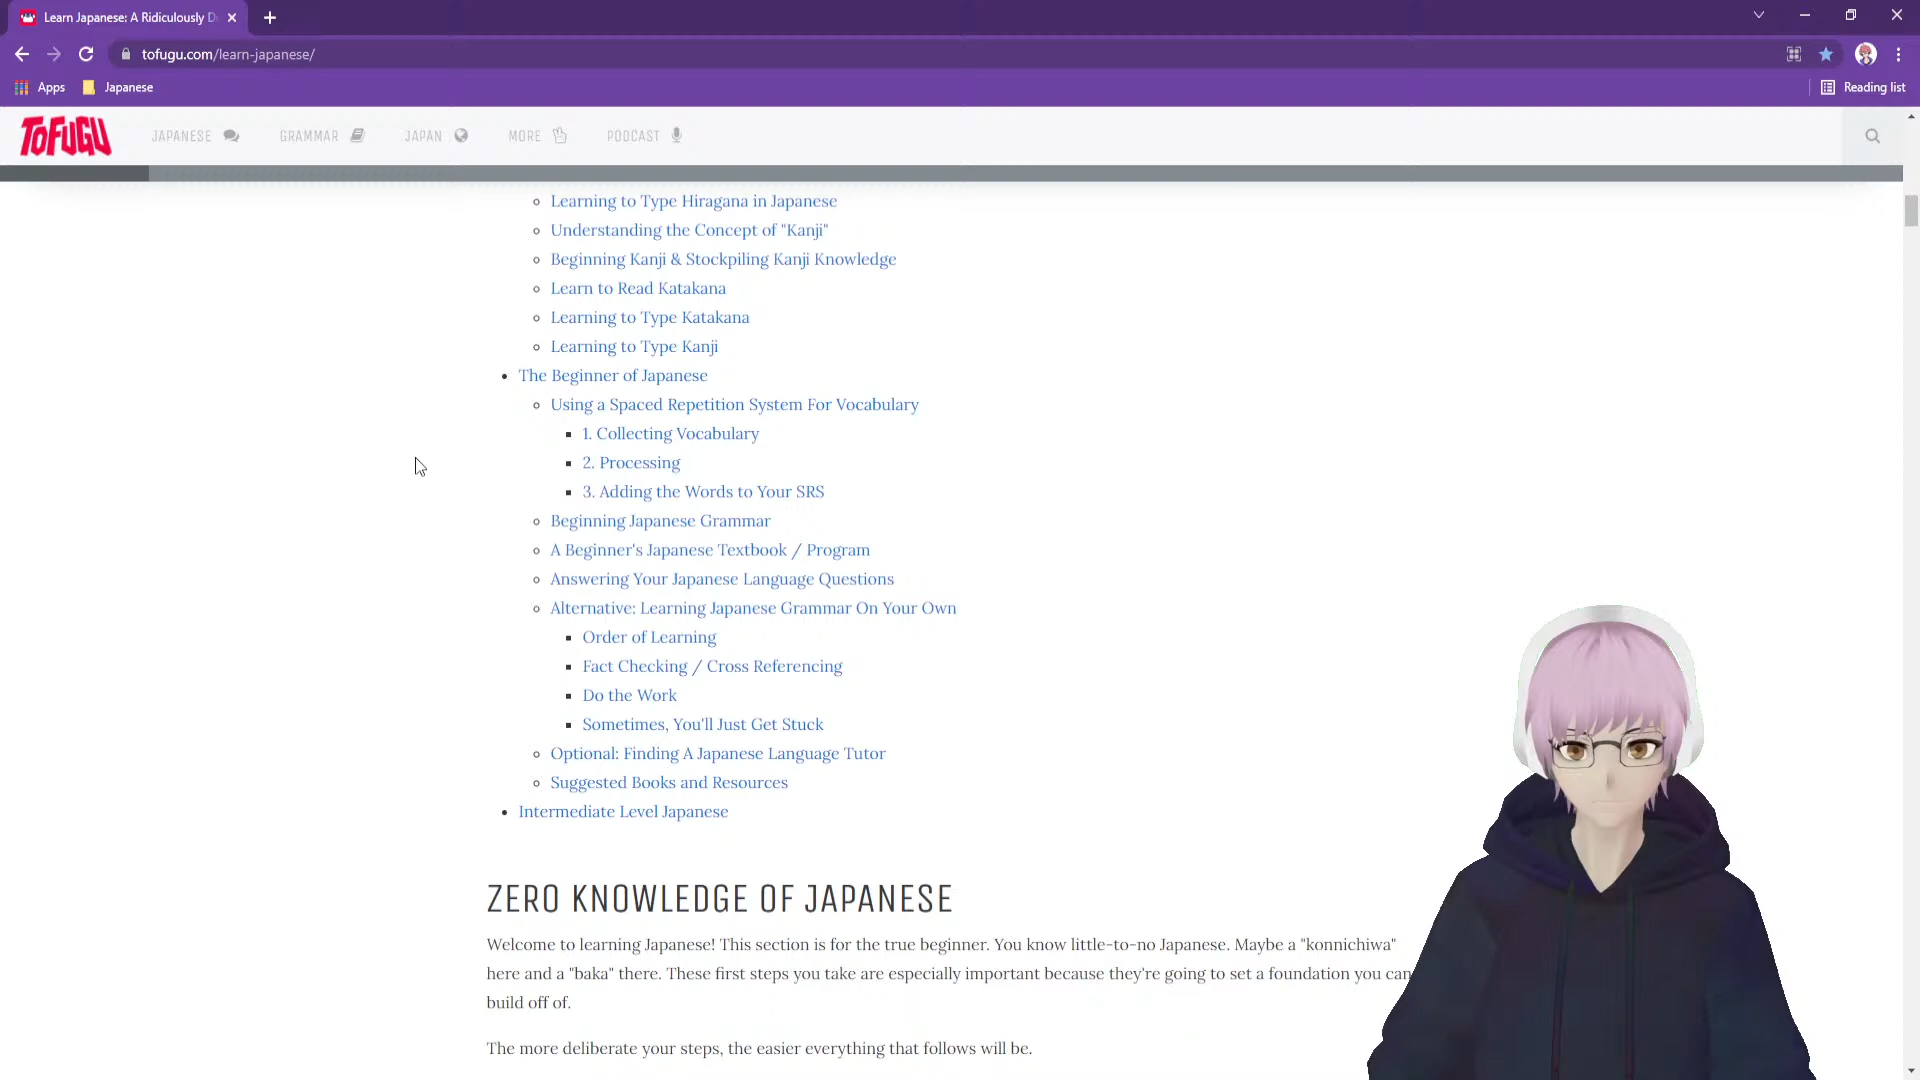 Learn Japanese: A Ridiculously D
tofugu.com/learn-japanese/
Apps
Japanese
Reading list
TOFUGU
JAPANESE
GRAMMAR
JAPAN
MORE
PODCAST
Learning to Type Hiragana in Japanese
Understanding the Concept of "Kanji"
Beginning Kanji & Stockpiling Kanji Knowledge
Learn to Read Katakana
Learning to Type Katakana
Learning to Type Kanji
The Beginner of Japanese
Using a Spaced Repetition System For Vocabulary
1. Collecting Vocabulary
2. Processing
3. Adding the Words to Your SRS
Beginning Japanese Grammar
A Beginner's Japanese Textbook / Program
Answering Your Japanese Language Questions
Alternative: Learning Japanese Grammar On Your Own
Order of Learning
Fact Checking / Cross Referencing
Do the Work
Sometimes, You'll Just Get Stuck
Optional: Finding A Japanese Language Tutor
Suggested Books and Resources
Intermediate Level Japanese
ZERO KNOWLEDGE OF JAPANESE
Welcome to learning Japanese! This section is for the true beginner. You know little-to-no Japanese. Maybe a "konnichiwa"
here and a "baka" there. These first steps you take are especially important because they're going to set a foundation you can
build off of.
The more deliberate your steps, the easier everything that follows will be.